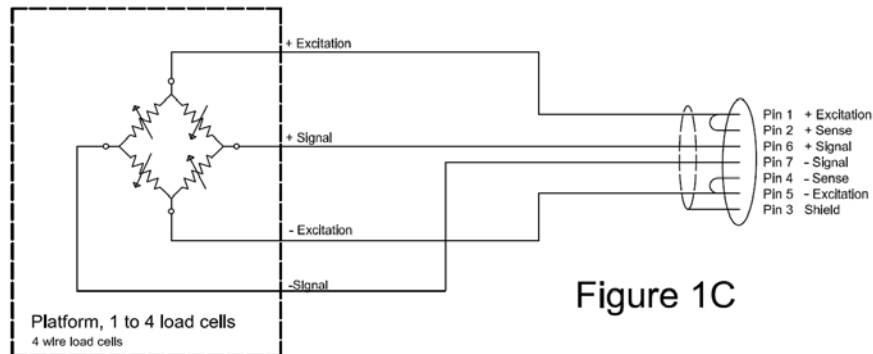 + Excitation
+ Signal
- Excitation
-Signal
Platform, 1 to 4 load cells
4 wire load cells
Pin 1 + Excitation
Pin 2 + Sense
Pin 6 + Signal
Pin 7 - Signal
Pin 4 - Sense
Pin 5 - Excitation
Pin 3 Shield
Figure 1C